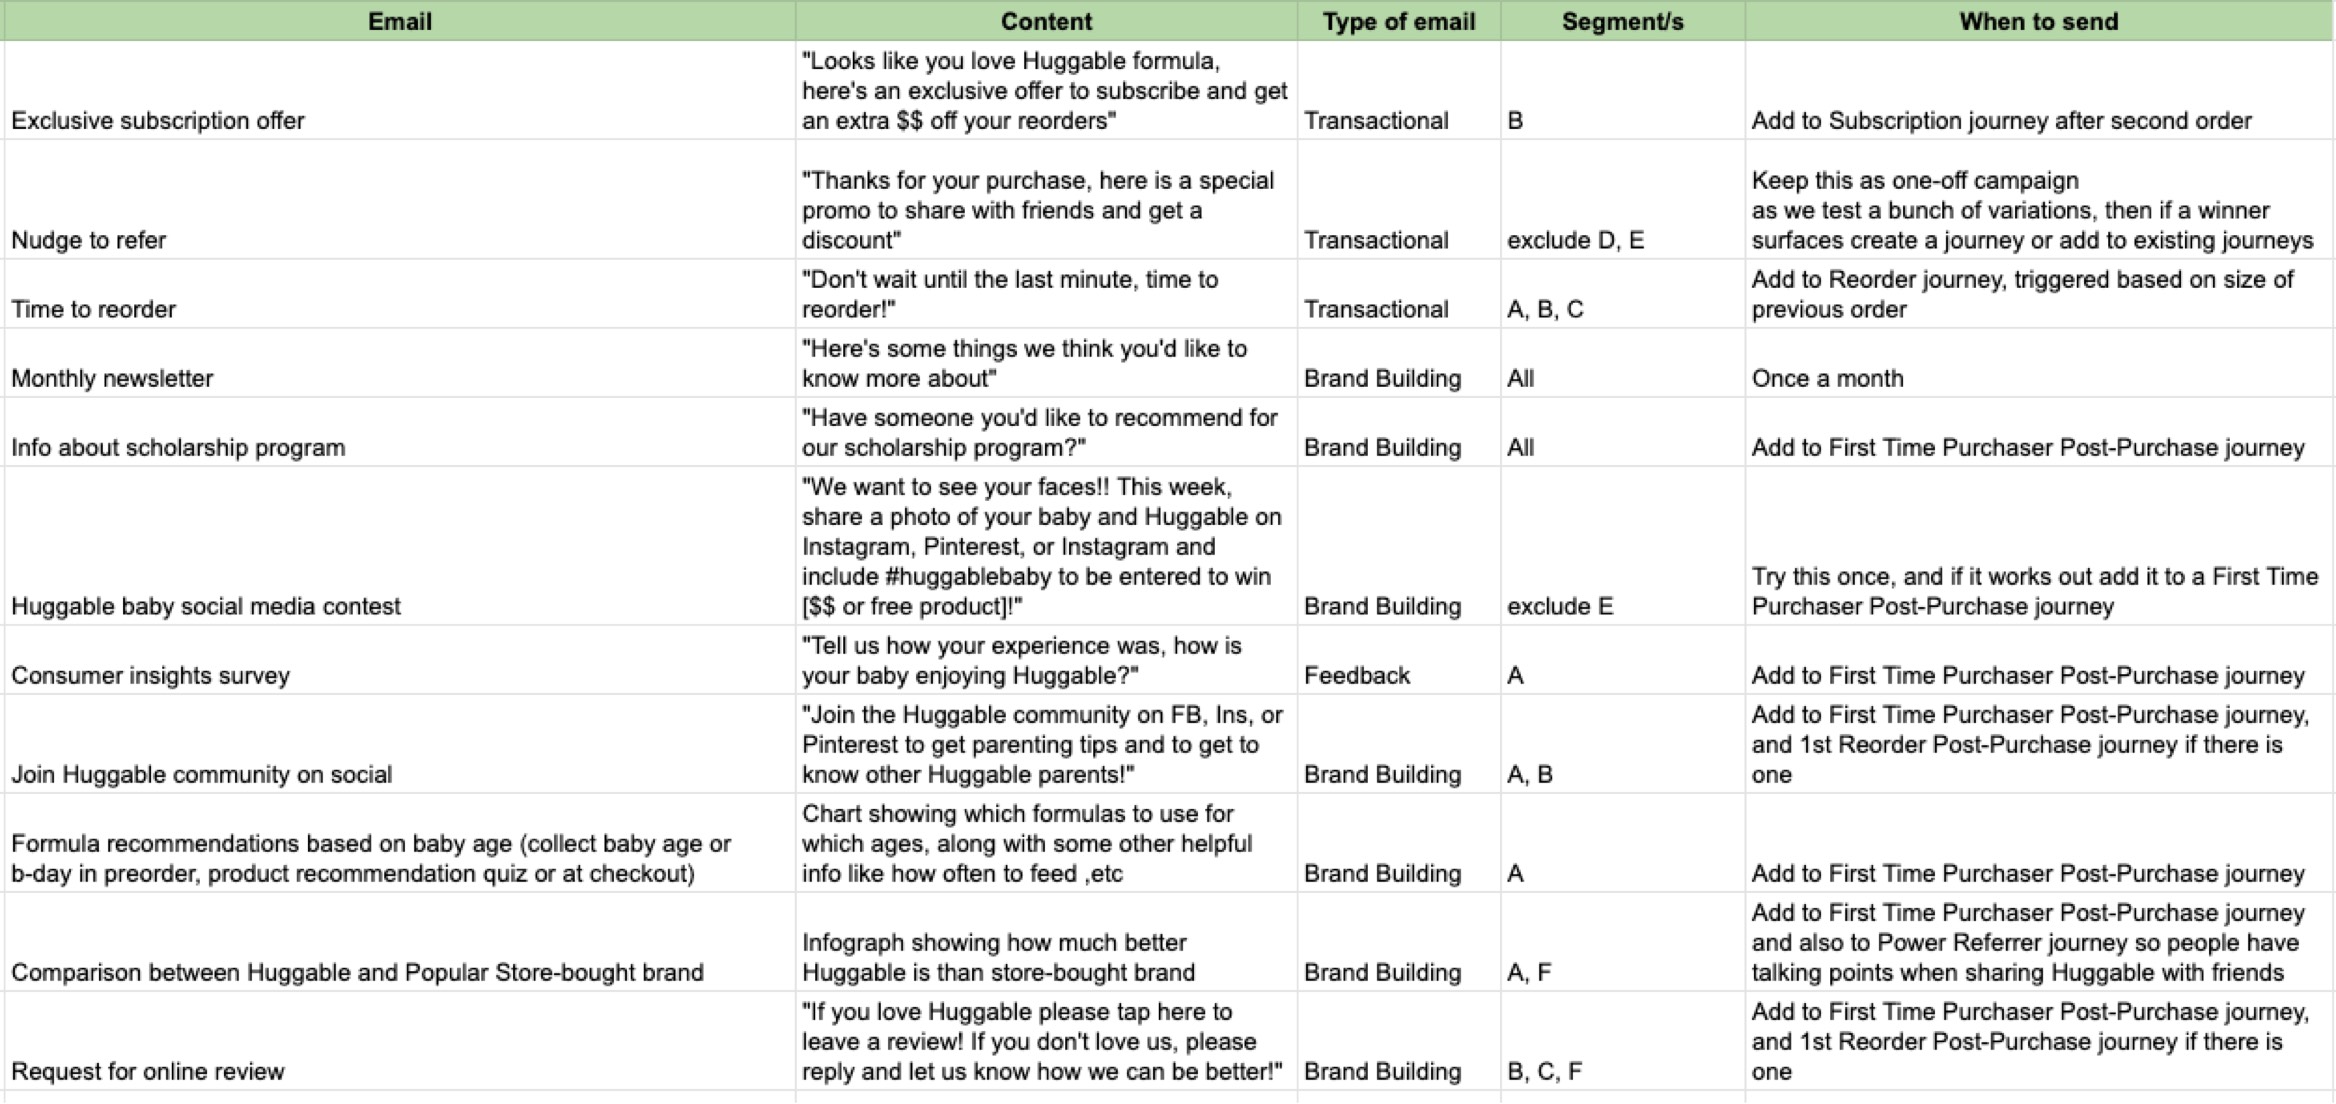 Email Content Type of email Segment/s When to send
"Looks like you love Huggable formula,
here's an exclusive offer to subscribe and get
Exclusive subscription offer an extra $$ off your reorders" Transactional B Add to Subscription journey after second order
"Thanks for your purchase, here is a special Keep this as one-off campaign
promo to share with friends and get a as we test a bunch of variations, then if a winner
Nudge to refer discount" Transactional exclude D, E surfaces create a journey or add to existing journeys
"Don't wait until the last minute, time to Add to Reorder journey, triggered based on size of
Time to reorder reorder!" Transactional A, B, C previous order
"Here's some things we think you'd like to
Monthly newsletter know more about" Brand Building All Once a month
"Have someone you'd like to recommend for
Info about scholarship program our scholarship program?" Brand Building All Add to First Time Purchaser Post-Purchase journey
"We want to see your faces!! This week,
share a photo of your baby and Huggable on
Instagram, Pinterest, or Instagram and
include #huggablebaby to be entered to win Try this once, and if it works out add it to a First Time
Huggable baby social media contest [$$ or free product]!" Brand Building exclude E Purchaser Post-Purchase journey
"Tell us how your experience was, how is
Consumer insights survey your baby enjoying Huggable?" Feedback A Add to First Time Purchaser Post-Purchase journey
"Join the Huggable community on FB, Ins, or Add to First Time Purchaser Post-Purchase journey,
Pinterest to get parenting tips and to get to and 1st Reorder Post-Purchase journey if there is
Join Huggable community on social know other Huggable parents!" Brand Building A, B one
Chart showing which formulas to use for
Formula recommendations based on baby age (collect baby age or which ages, along with some other helpful
b-day in preorder, product recommendation quiz or at checkout) info like how often to feed ,etc Brand Building A Add to First Time Purchaser Post-Purchase journey
Add to First Time Purchaser Post-Purchase journey
Infograph showing how much better and also to Power Referrer journey so people have
Comparison between Huggable and Popular Store-bought brand Huggable is than store-bought brand Brand Building A, F talking points when sharing Huggable with friends
"If you love Huggable please tap here to Add to First Time Purchaser Post-Purchase journey,
leave a review! If you don't love us, please and 1st Reorder Post-Purchase journey if there is
Request for online review reply and let us know how we can be better!" Brand Building B, C, F one